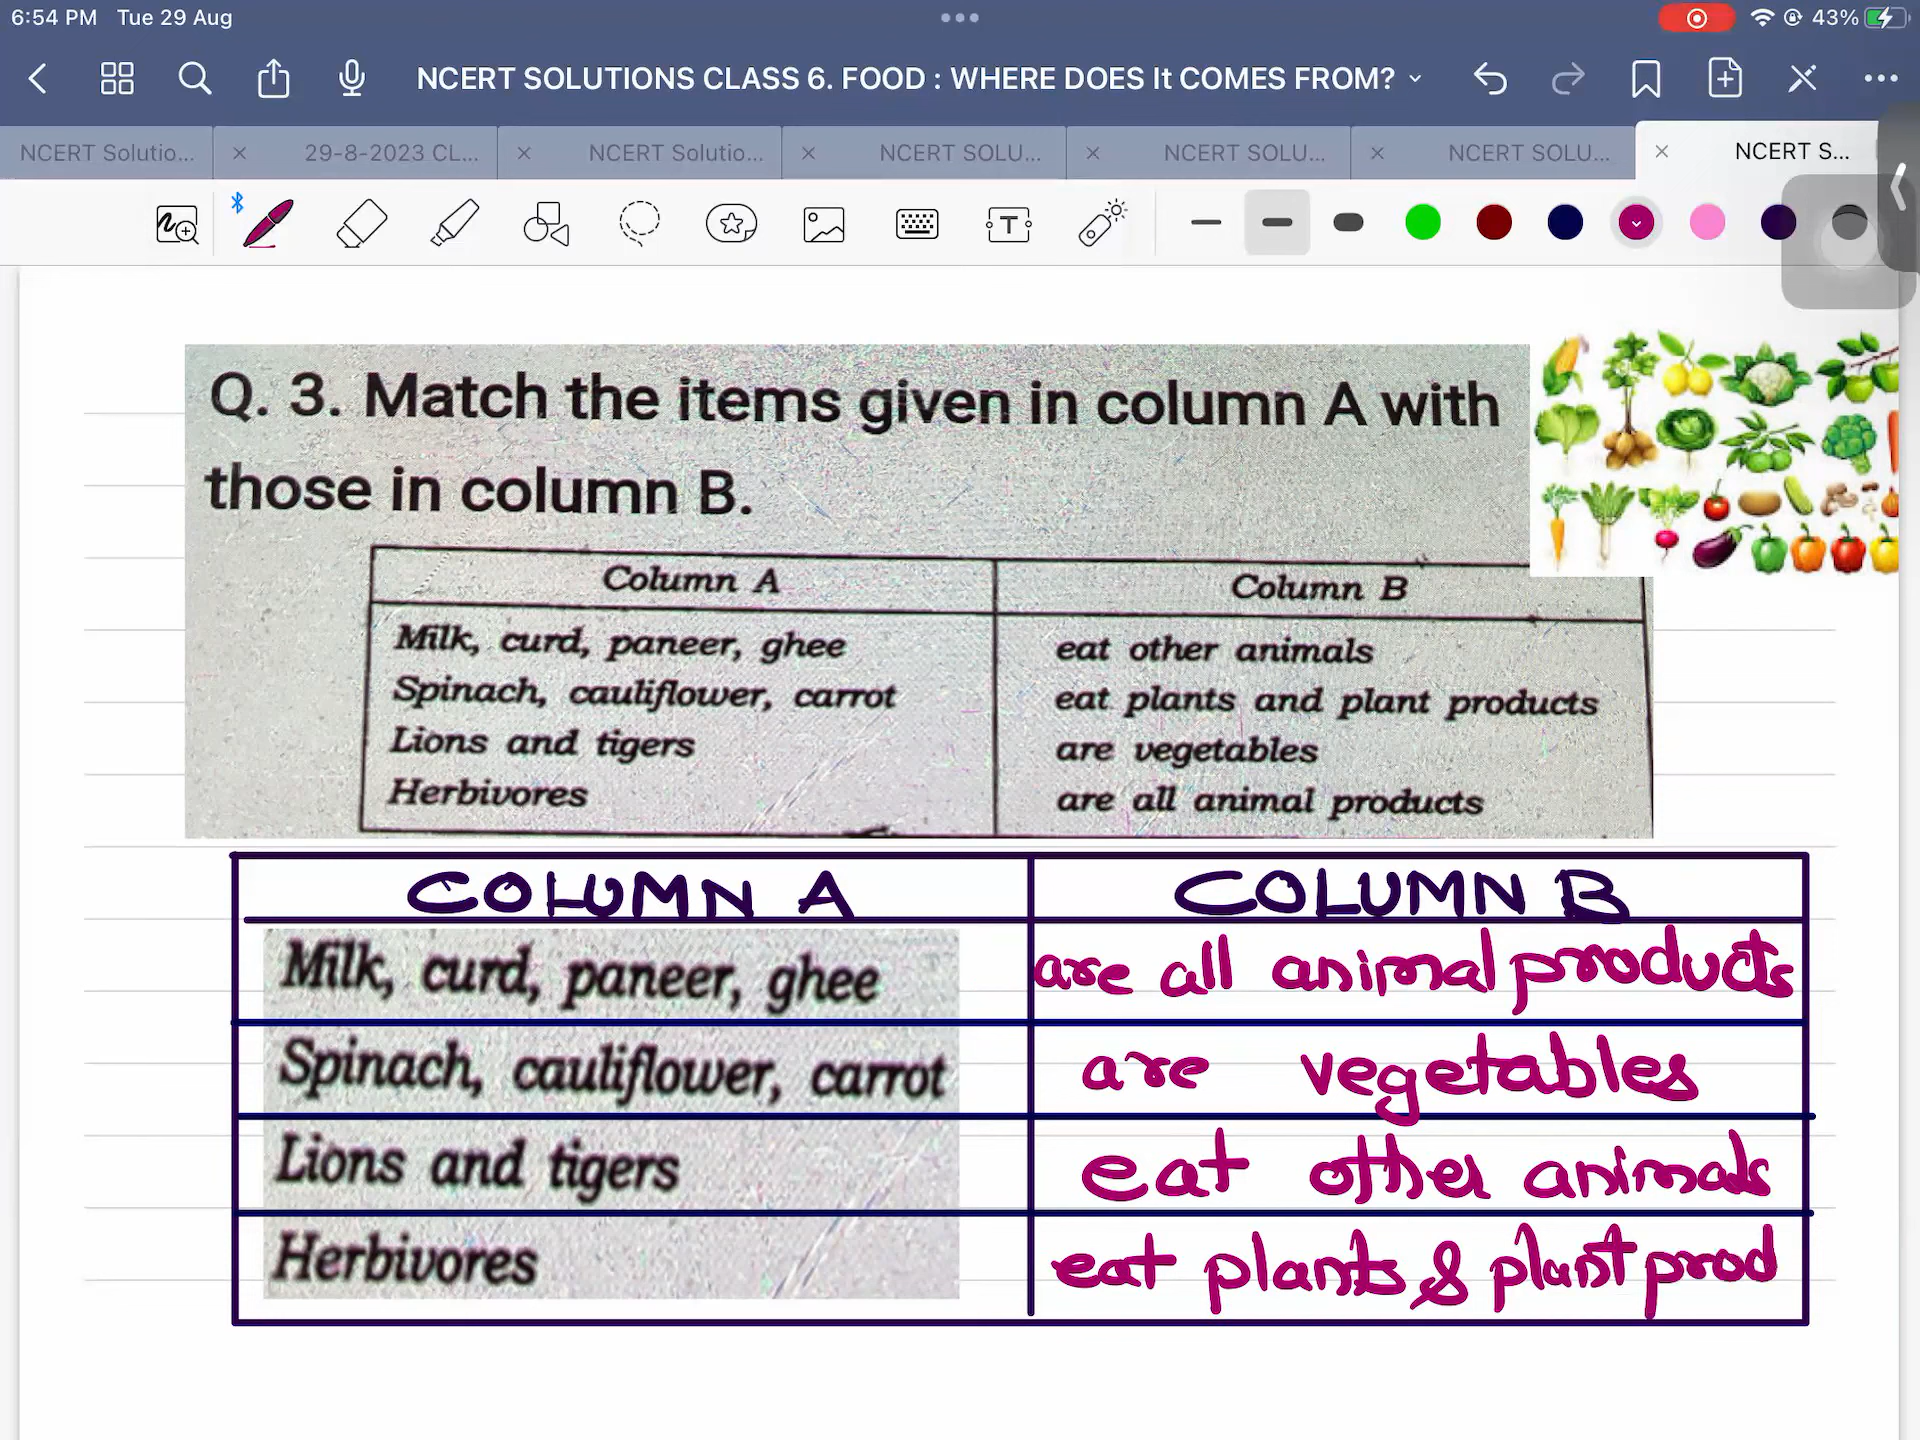 6:54 PM Tue 29 Aug
43%
NCERT SOLUTIONS CLASS 6. FOOD : WHERE DOES It COMES FROM?
NCERT Solutio... 29-8-2023 CL... NCERT Solutio... NCERT SOLU... NCERT SOLU... NCERT SOLU... NCERT S...
T
Q. 3. Match the items given in column A with
those in column B.
Column A Column B
Milk, curd, paneer, ghee eat other animals
Spinach, cauliflower, carrot eat plants and plant products
Lions and tigers are vegetables
Herbivores are all animal products
COLUMN A COLUMN B
Milk, curd, paneer, ghee are all animal products
Spinach, cauliflower, carrot are vegetables
Lions and tigers eat other animals
Herbivores eat plants & plant prod